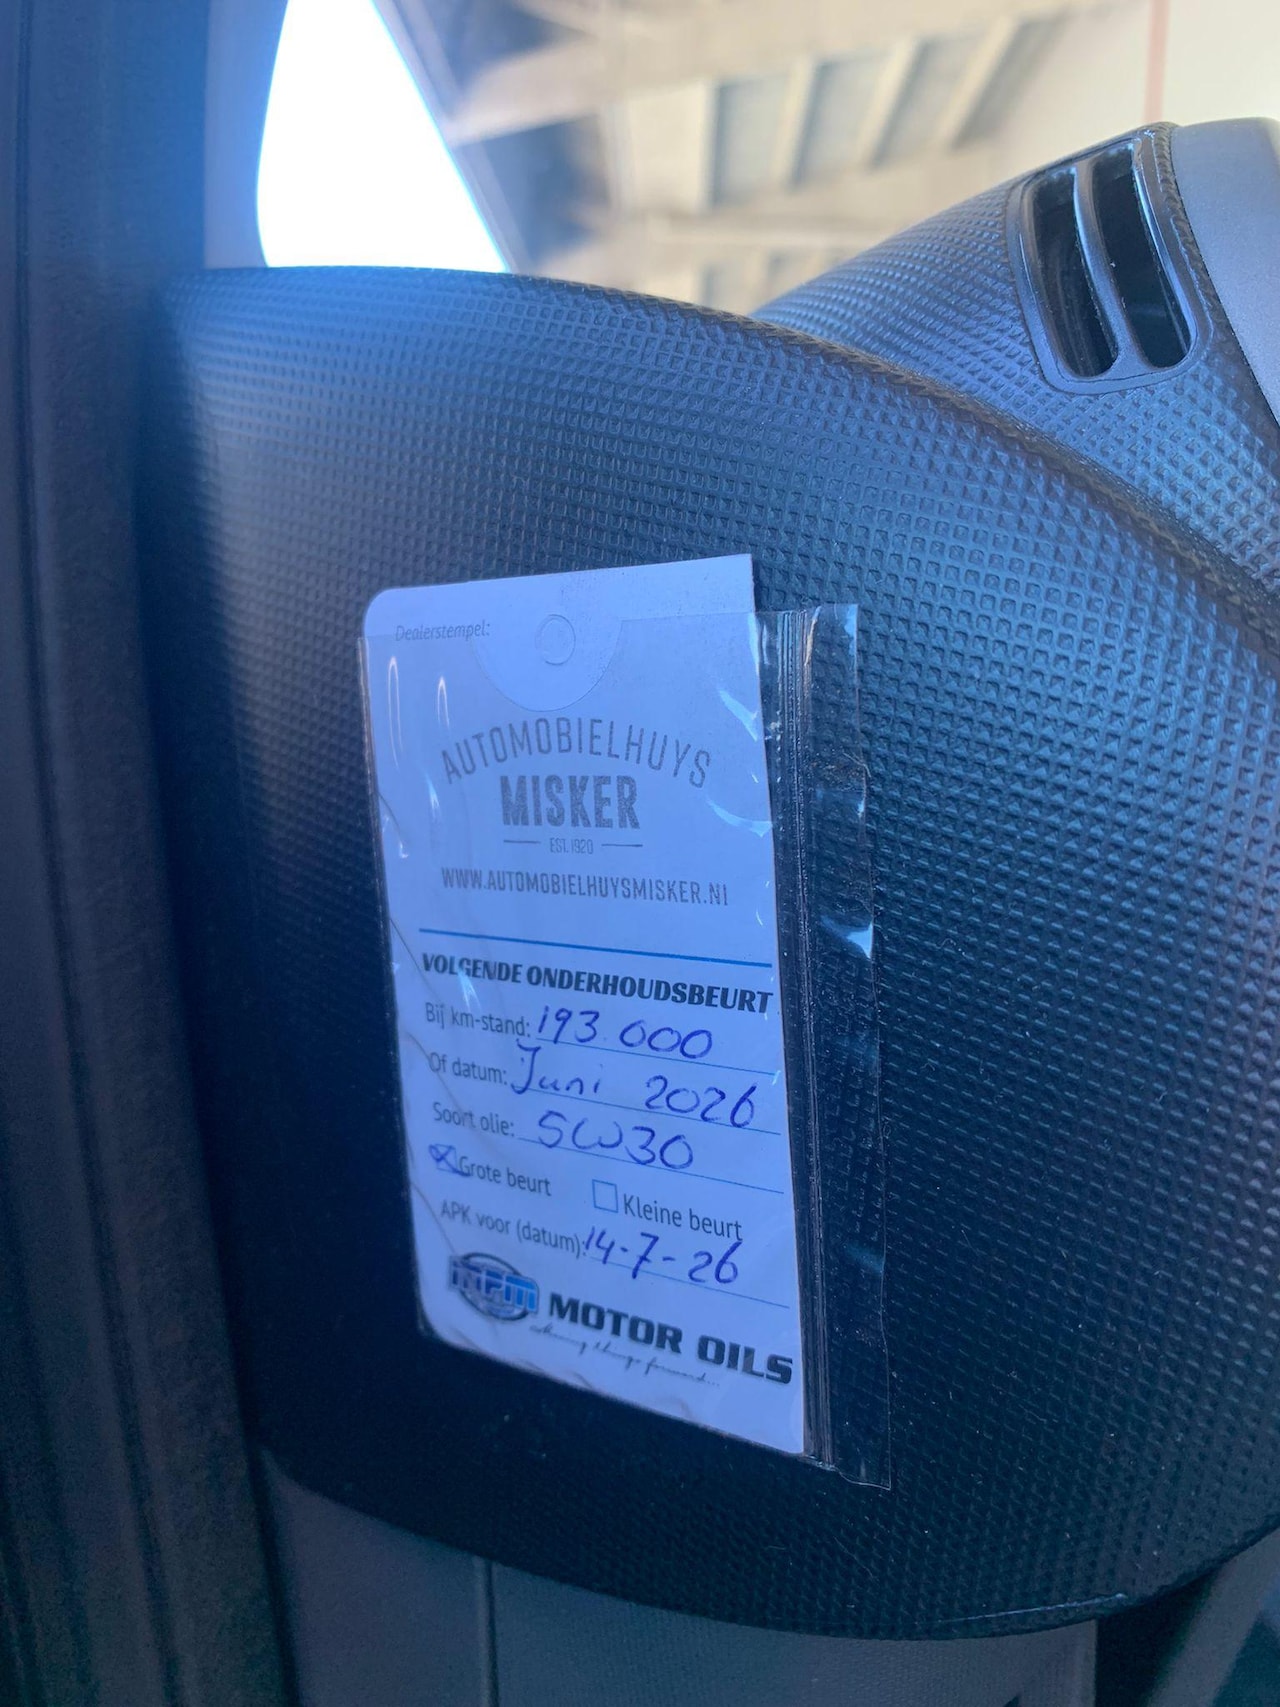 Dealerstempel:
AUTOMOBIELHUYS
MISKER
EST. 1920
WWW.AUTOMOBIELHUYSMISKER.NL
VOLGENDE ONDERHOUDSBEURT
Bij km-stand: 193.000
Of datum: Juni 2026
Soort olie: 5W30
Grote beurt Kleine beurt
APK voor (datum): 14-7-26
MPM MOTOR OILS